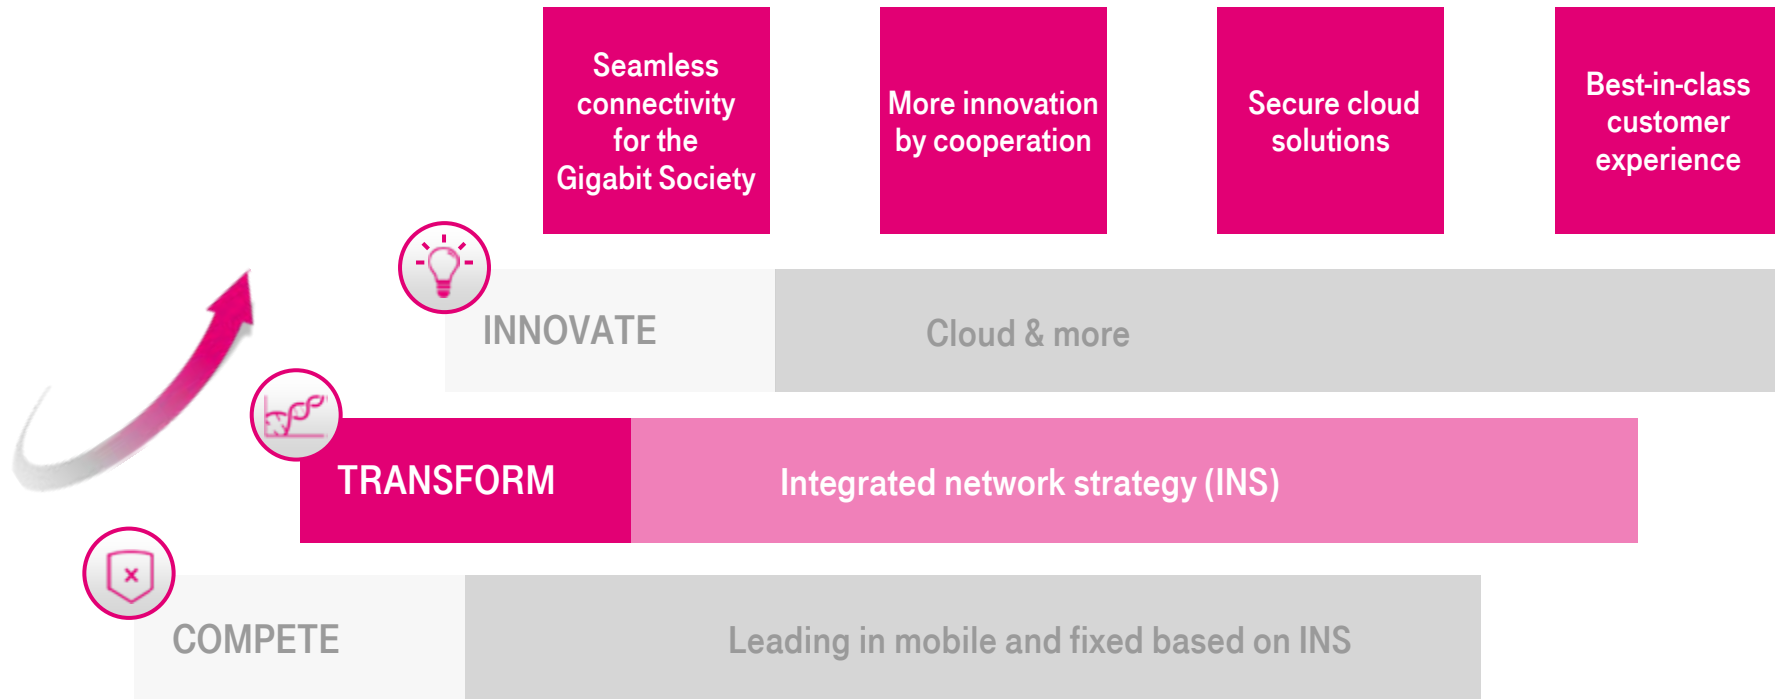 Seamless
connectivity
for the
Gigabit Society
More innovation
by cooperation
Secure cloud
solutions
Best-in-class
customer
experience
INNOVATE
Cloud & more
TRANSFORM
Integrated network strategy (INS)
COMPETE
Leading in mobile and fixed based on INS